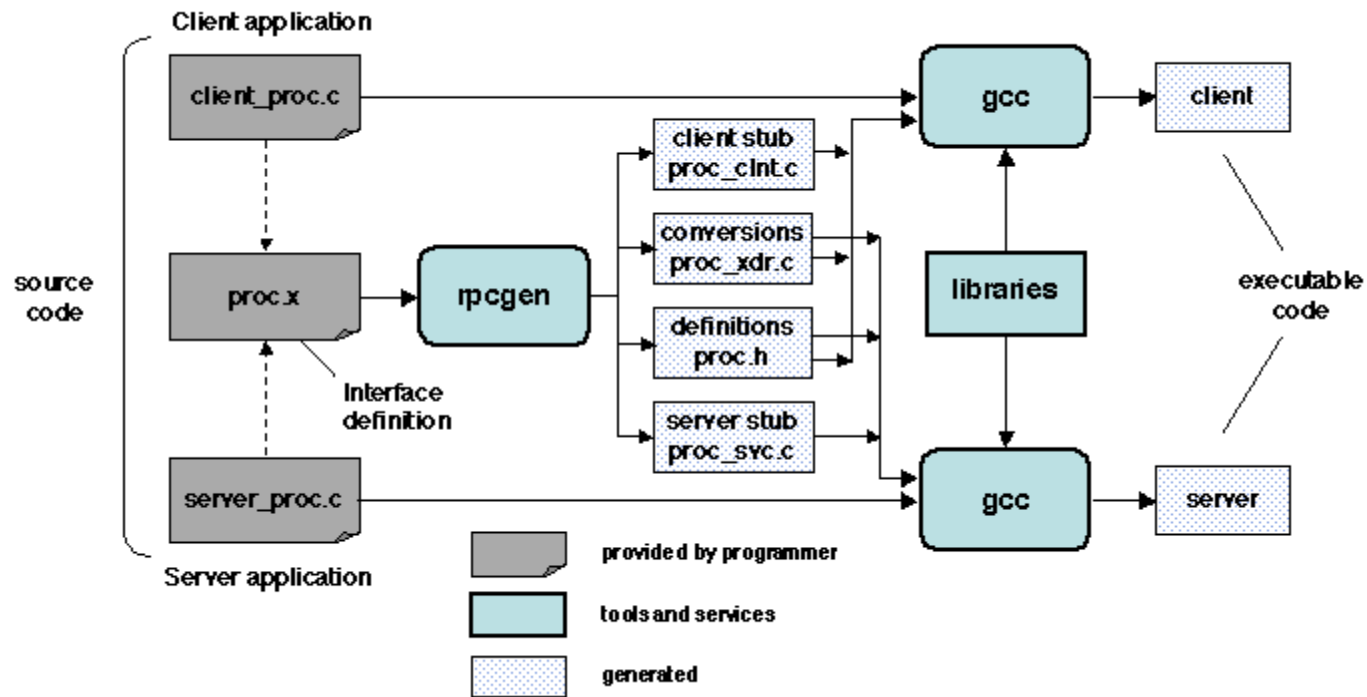 Client application
client_proc.c
gcc
client
client stub
proc_clnt.c
conversions
proc_xdr.c
source
code
proc.x
rpcgen
libraries
executable
code
definitions
proc.h
Interface
definition
server stub
proc_svc.c
server_proc.c
gcc
server
Server application
provided by programmer
tools and services
generated